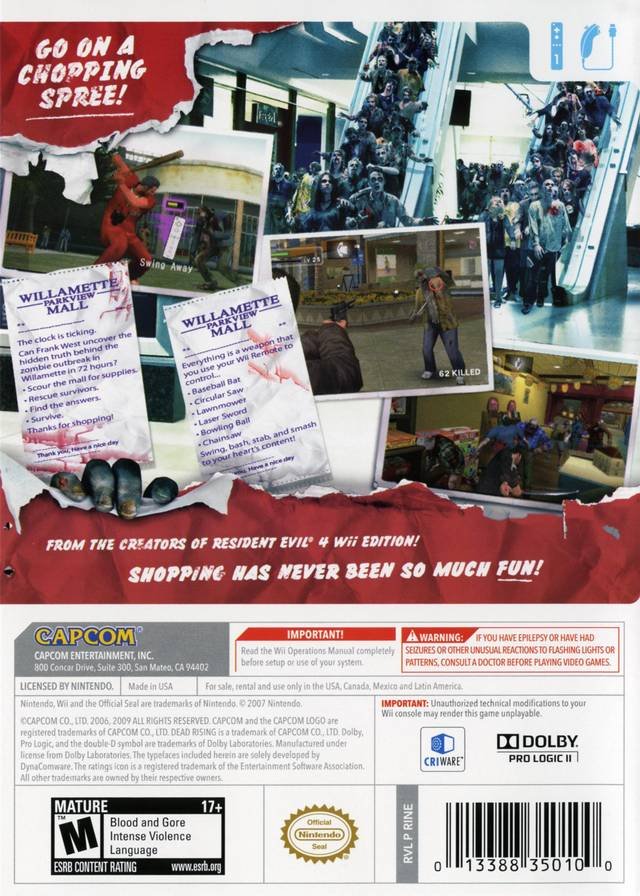 GO ON A
CHOPPING
SPREE!
1
Swing Away
LV 25
62 KILLED
WILLAMETTE
PARKVIEW
MALL
The clock is ticking.
Can Frank West uncover the
hidden truth behind the
zombie outbreak in
Willamette in 72 hours?
• Scour the mall for supplies.
• Rescue survivors.
• Find the answers.
• Survive.
Thanks for shopping!
Thank you, Have a nice day
WILLAMETTE
PARKVIEW
MALL
Everything is a weapon that
you use your Wii Remote to
control...
• Baseball Bat
• Circular Saw
• Lawnmower
• Laser Sword
• Bowling Ball
• Chainsaw
Swing, bash, stab, and smash
to your heart's content!
you, Have a nice day
FROM THE CREATORS OF RESIDENT EVIL® 4 Wii EDITION!
SHOPPING HAS NEVER BEEN SO MUCH FUN!
CAPCOM®
CAPCOM ENTERTAINMENT, INC.
800 Concar Drive, Suite 300, San Mateo, CA 94402
IMPORTANT!
Read the Wii Operations Manual completely
before setup or use of your system.
WARNING: IF YOU HAVE EPILEPSY OR HAVE HAD
SEIZURES OR OTHER UNUSUAL REACTIONS TO FLASHING LIGHTS OR
PATTERNS, CONSULT A DOCTOR BEFORE PLAYING VIDEO GAMES.
LICENSED BY NINTENDO.
Made in USA
For sale, rental and use only in the USA, Canada, Mexico and Latin America.
Nintendo, Wii and the Official Seal are trademarks of Nintendo. © 2007 Nintendo.
©CAPCOM CO., LTD. 2006, 2009 ALL RIGHTS RESERVED. CAPCOM and the CAPCOM LOGO are
registered trademarks of CAPCOM CO., LTD. DEAD RISING is a trademark of CAPCOM CO., LTD. Dolby,
Pro Logic, and the double-D symbol are trademarks of Dolby Laboratories. Manufactured under
license from Dolby Laboratories. The typefaces included herein are solely developed by
DynaComware. The ratings icon is a registered trademark of the Entertainment Software Association.
All other trademarks are owned by their respective owners.
IMPORTANT: Unauthorized technical modifications to your
Wii console may render this game unplayable.
CRIWARE™
DOLBY®
PRO LOGIC II
MATURE 17+
M
TM
Blood and Gore
Intense Violence
Language
ESRB CONTENT RATING www.esrb.org
Official
Nintendo
Seal
RVL P RINE
0 13388 35010 0